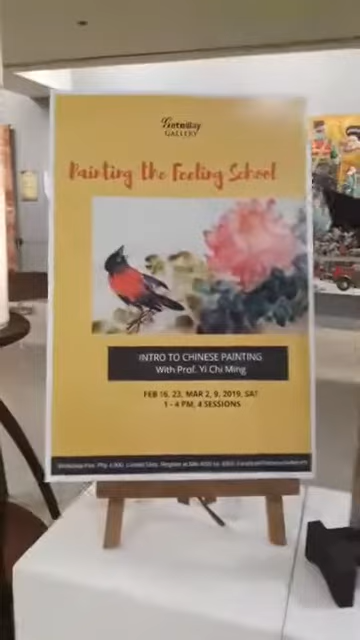 Gateway
GALLERY
Painting the Feeling School
INTRO TO CHINESE PAINTING
With Prof. Yi Chi Ming
FEB 16, 23, MAR 2, 9, 2019, SAT
1 - 4 PM, 4 SESSIONS